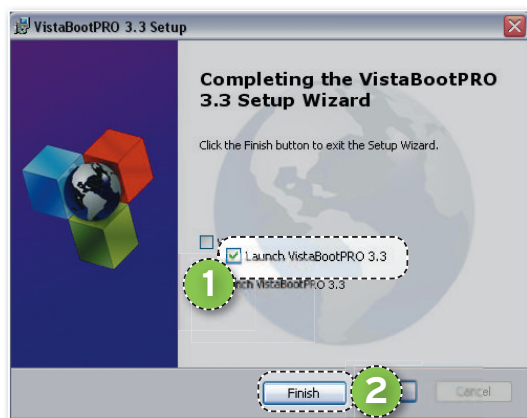 VistaBootPRO 3.3 Setup
Completing the VistaBootPRO
3.3 Setup Wizard
Click the Finish button to exit the Setup Wizard.
Launch VistaBootPRO 3.3
1
nch VistaBootPRO 3.3
Finish
2
Cancel